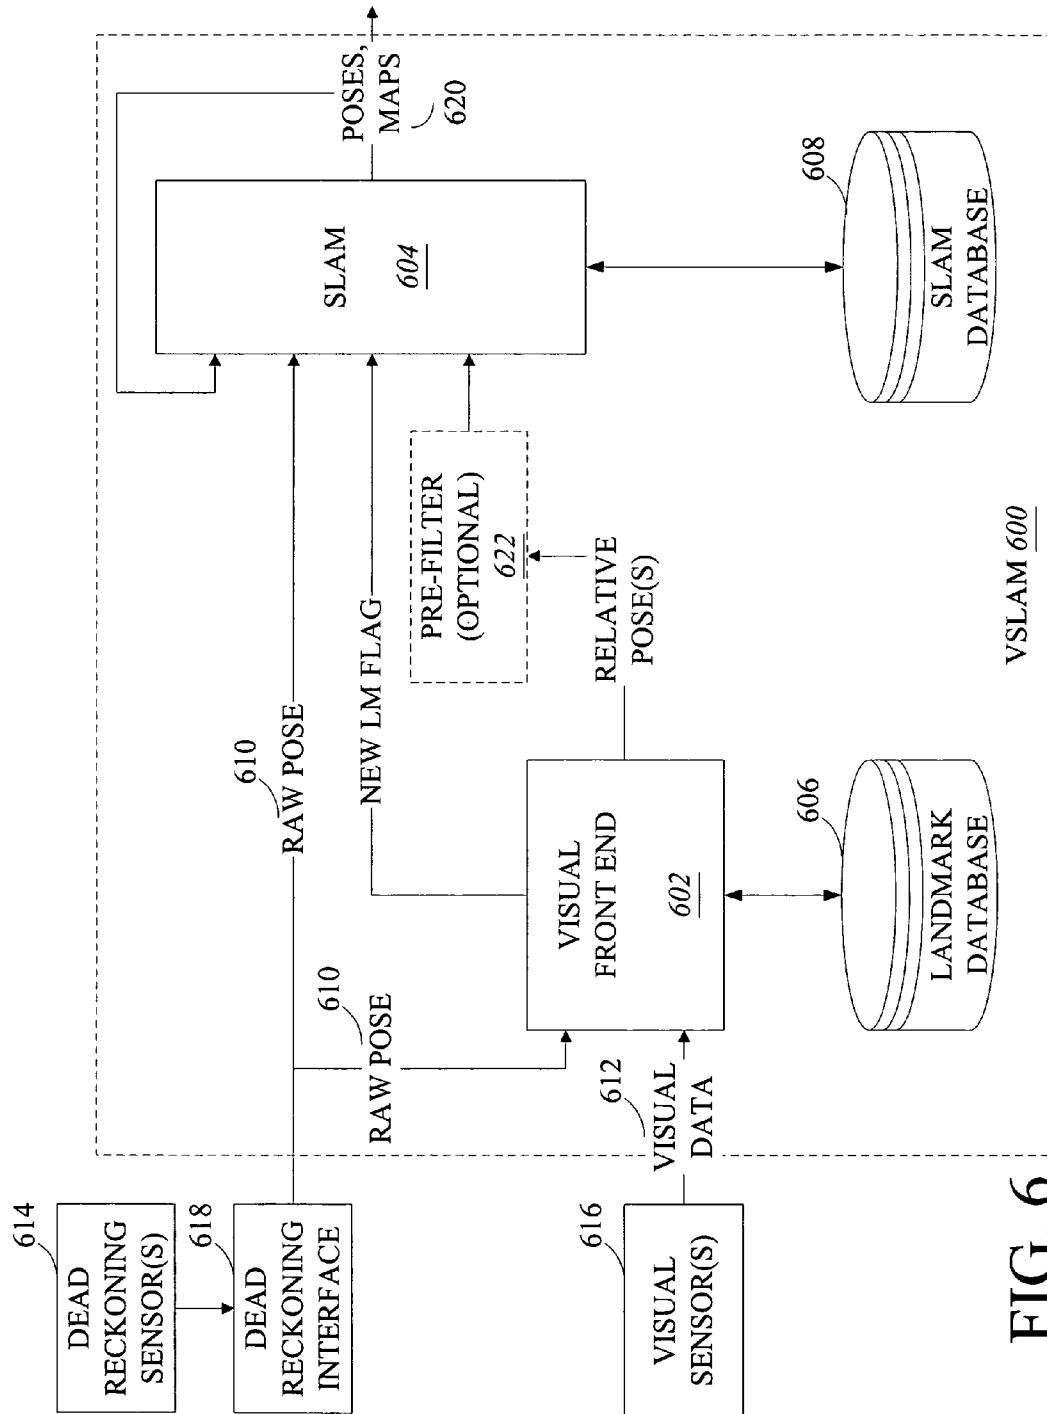 614
DEAD
RECKONING
SENSOR(S)
618
DEAD
RECKONING
INTERFACE
616
VISUAL
SENSOR(S)
610
RAW POSE
610
RAW POSE
612
VISUAL
DATA
NEW LM FLAG
VISUAL
FRONT END
602
606
LANDMARK
DATABASE
RELATIVE
POSE(S)
PRE-FILTER
(OPTIONAL)
622
SLAM
604
POSES,
MAPS
620
608
SLAM
DATABASE
VSLAM 600
FIG. 6